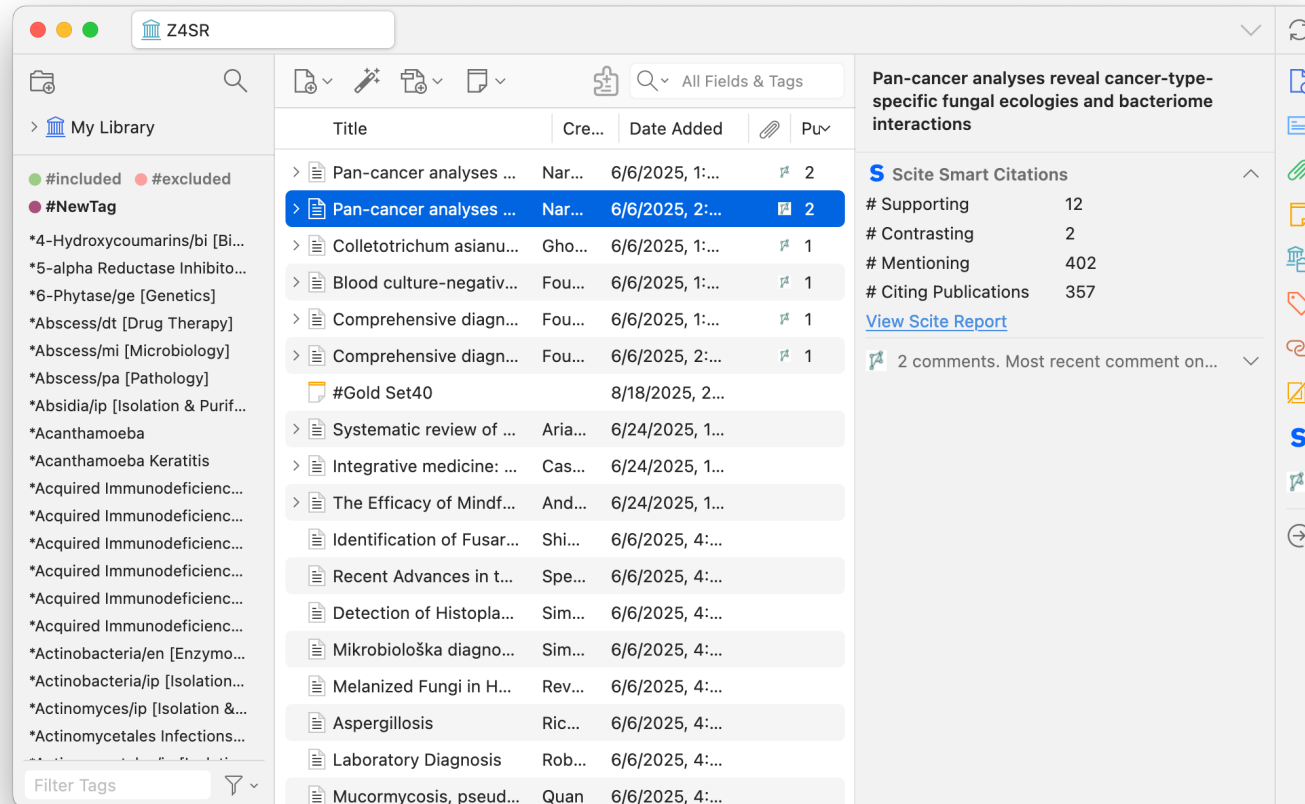 Z4SR
My Library
#included #excluded
#NewTag
*4-Hydroxycoumarins/bi [Bi...
*5-alpha Reductase Inhibito...
*6-Phytase/ge [Genetics]
*Abscess/dt [Drug Therapy]
*Abscess/mi [Microbiology]
*Abscess/pa [Pathology]
*Absidia/ip [Isolation & Purif...
*Acanthamoeba
*Acanthamoeba Keratitis
*Acquired Immunodeficienc...
*Acquired Immunodeficienc...
*Acquired Immunodeficienc...
*Acquired Immunodeficienc...
*Acquired Immunodeficienc...
*Acquired Immunodeficienc...
*Actinobacteria/en [Enzymo...
*Actinobacteria/ip [Isolation...
*Actinomyces/ip [Isolation &...
*Actinomycetales Infections...
Filter Tags
All Fields & Tags
Title Cre... Date Added Pu
Pan-cancer analyses ... Nar... 6/6/2025, 1:... 2
Pan-cancer analyses ... Nar... 6/6/2025, 2:... 2
Colletotrichum asianu... Gho... 6/6/2025, 1:... 1
Blood culture-negativ... Fou... 6/6/2025, 1:... 1
Comprehensive diagn... Fou... 6/6/2025, 1:... 1
Comprehensive diagn... Fou... 6/6/2025, 2:... 1
#Gold Set40 8/18/2025, 2...
Systematic review of ... Aria... 6/24/2025, 1...
Integrative medicine: ... Cas... 6/24/2025, 1...
The Efficacy of Mindf... And... 6/24/2025, 1...
Identification of Fusar... Shi... 6/6/2025, 4:...
Recent Advances in t... Spe... 6/6/2025, 4:...
Detection of Histopla... Sim... 6/6/2025, 4:...
Mikrobiološka diagno... Sim... 6/6/2025, 4:...
Melanized Fungi in H... Rev... 6/6/2025, 4:...
Aspergillosis Ric... 6/6/2025, 4:...
Laboratory Diagnosis Rob... 6/6/2025, 4:...
Mucormycosis, pseud... Quan 6/6/2025, 4:...
Pan-cancer analyses reveal cancer-type-
specific fungal ecologies and bacteriome
interactions
Scite Smart Citations
# Supporting 12
# Contrasting 2
# Mentioning 402
# Citing Publications 357
View Scite Report
2 comments. Most recent comment on...